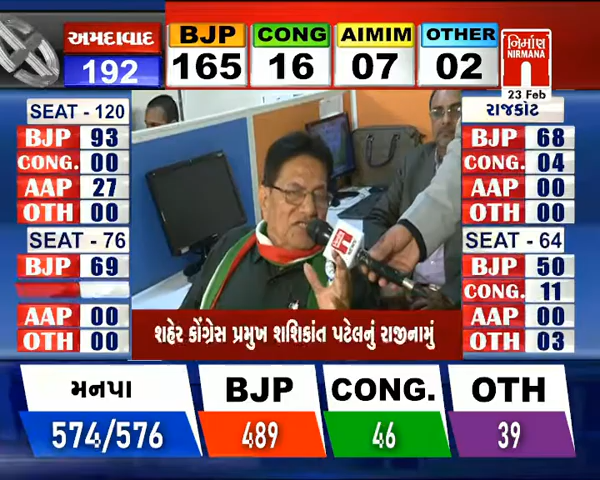 અમદાવાદ BJP CONG AIMIM OTHER નિર્માણ
192 165 16 07 02 NIRMANA
23 Feb
SEAT - 120
BJP 93
CONG. 00
AAP 27
OTH 00
SEAT - 76
BJP 69
AAP 00
OTH 00
રાજકોટ
BJP 68
CONG. 04
AAP 00
OTH 00
SEAT - 64
BJP 50
CONG. 11
AAP 00
OTH 03
શહેર કોંગ્રેસ પ્રમુખ શશિકાંત પટેલનું રાજીનામું
મનપા BJP CONG. OTH
574/576 489 46 39